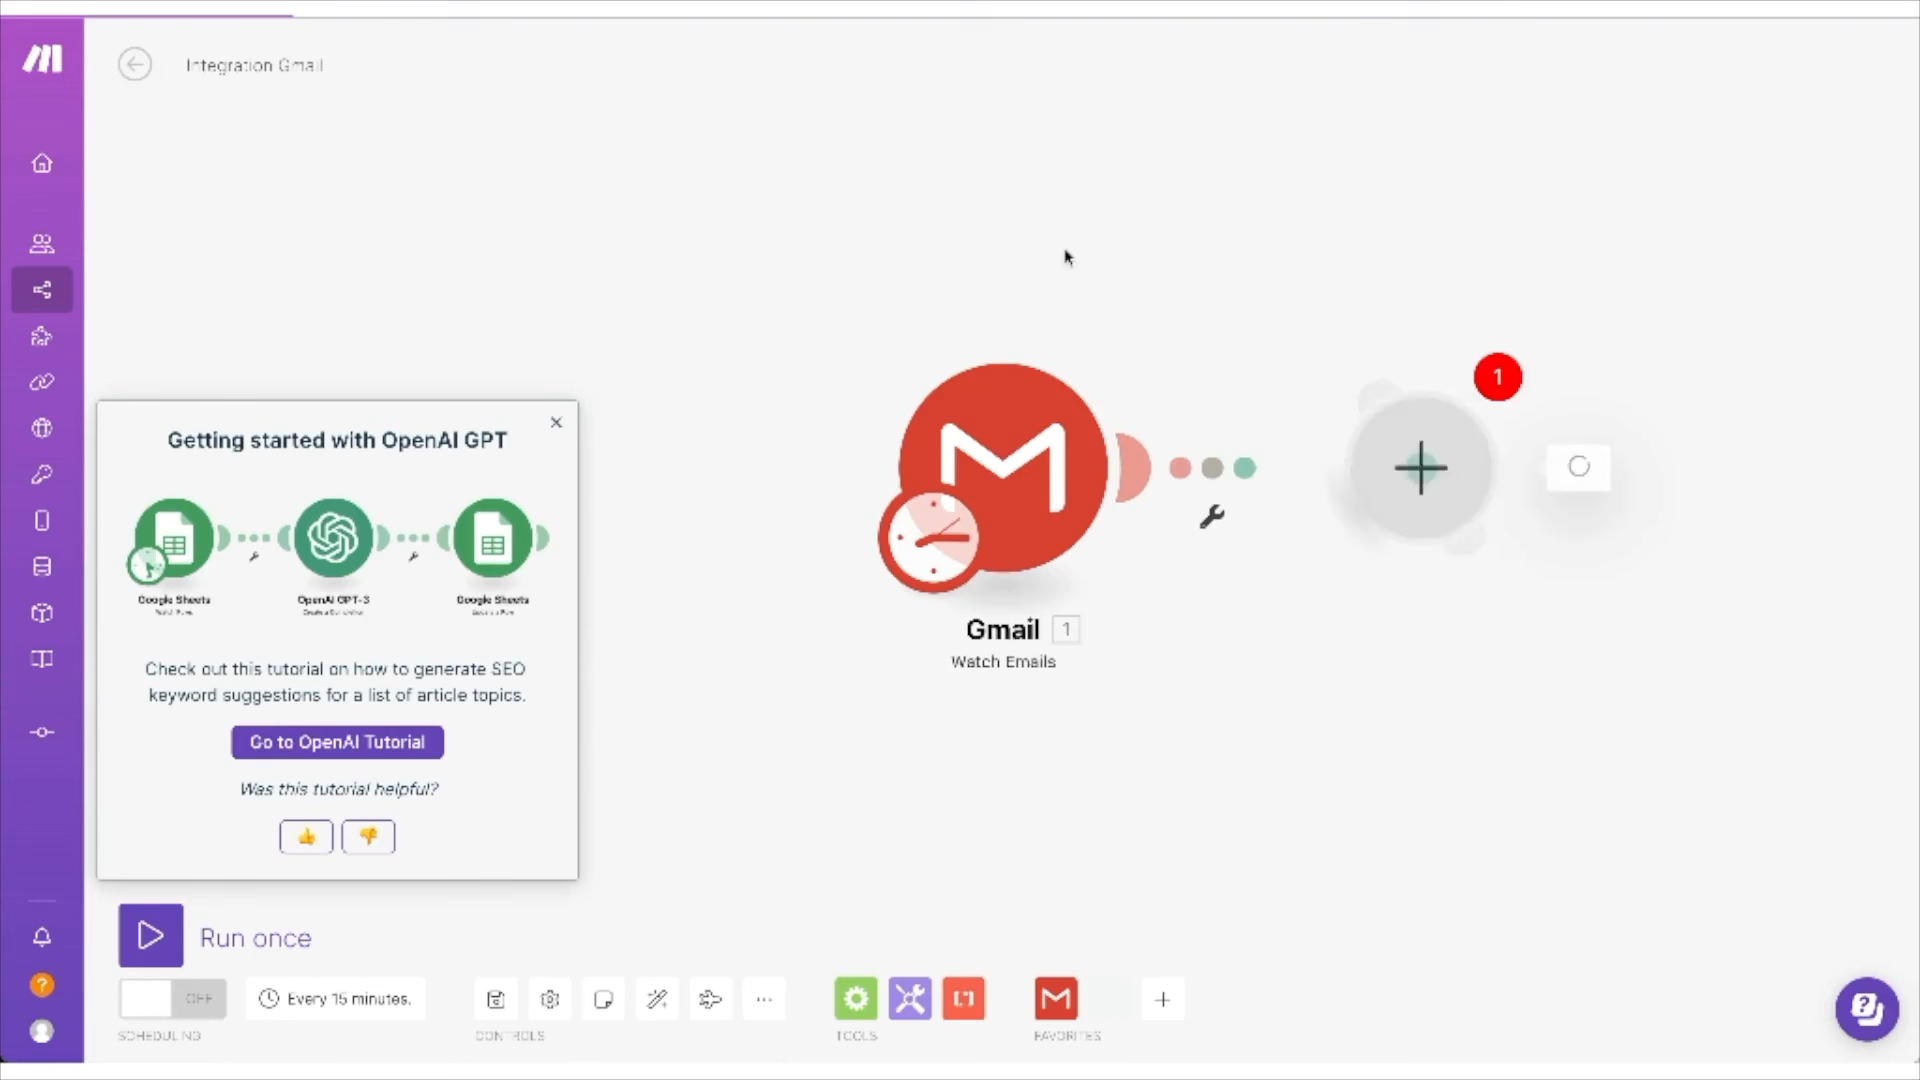 Integration Gmail
1
Getting started with OpenAI GPT
Google Sheets
OpenAI GPT-3
Google Sheets
Check out this tutorial on how to generate SEO
keyword suggestions for a list of article topics.
Go to OpenAI Tutorial
Was this tutorial helpful?
Gmail 1
Watch Emails
Run once
OFF
Every 15 minutes.
SCHEDULING
CONTROLS
TOOLS
FAVORITES